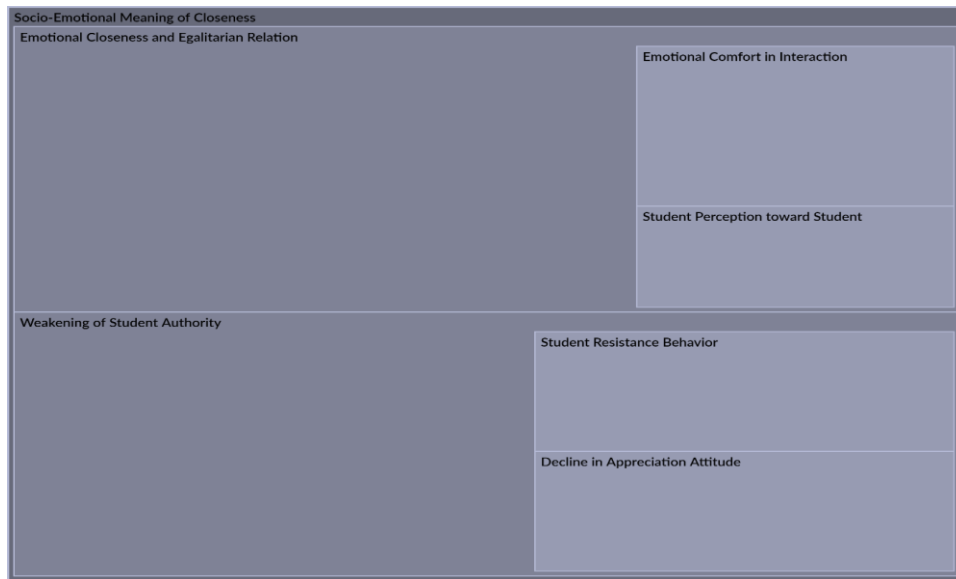 Socio-Emotional Meaning of Closeness
Emotional Closeness and Egalitarian Relation
Emotional Comfort in Interaction
Student Perception toward Student
Weakening of Student Authority
Student Resistance Behavior
Decline in Appreciation Attitude